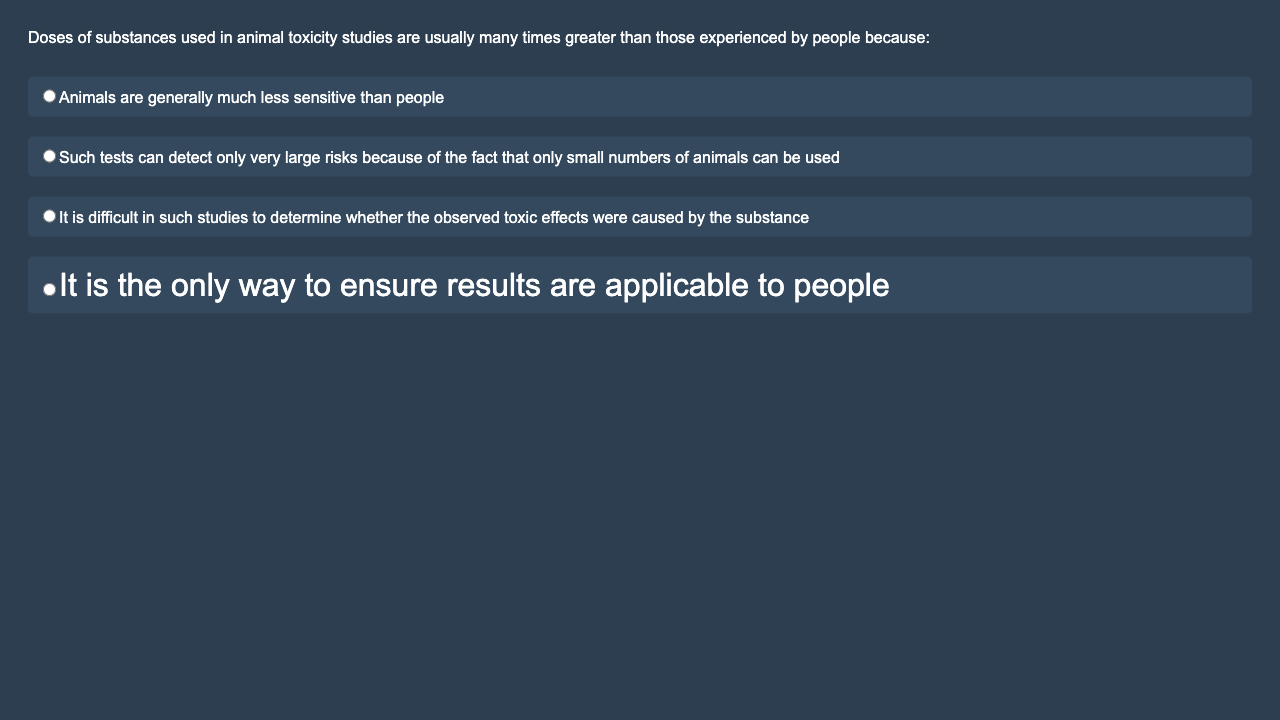 Doses of substances used in animal toxicity studies are usually many times greater than those experienced by people because:
Animals are generally much less sensitive than people
Such tests can detect only very large risks because of the fact that only small numbers of animals can be used
It is difficult in such studies to determine whether the observed toxic effects were caused by the substance
It is the only way to ensure results are applicable to people